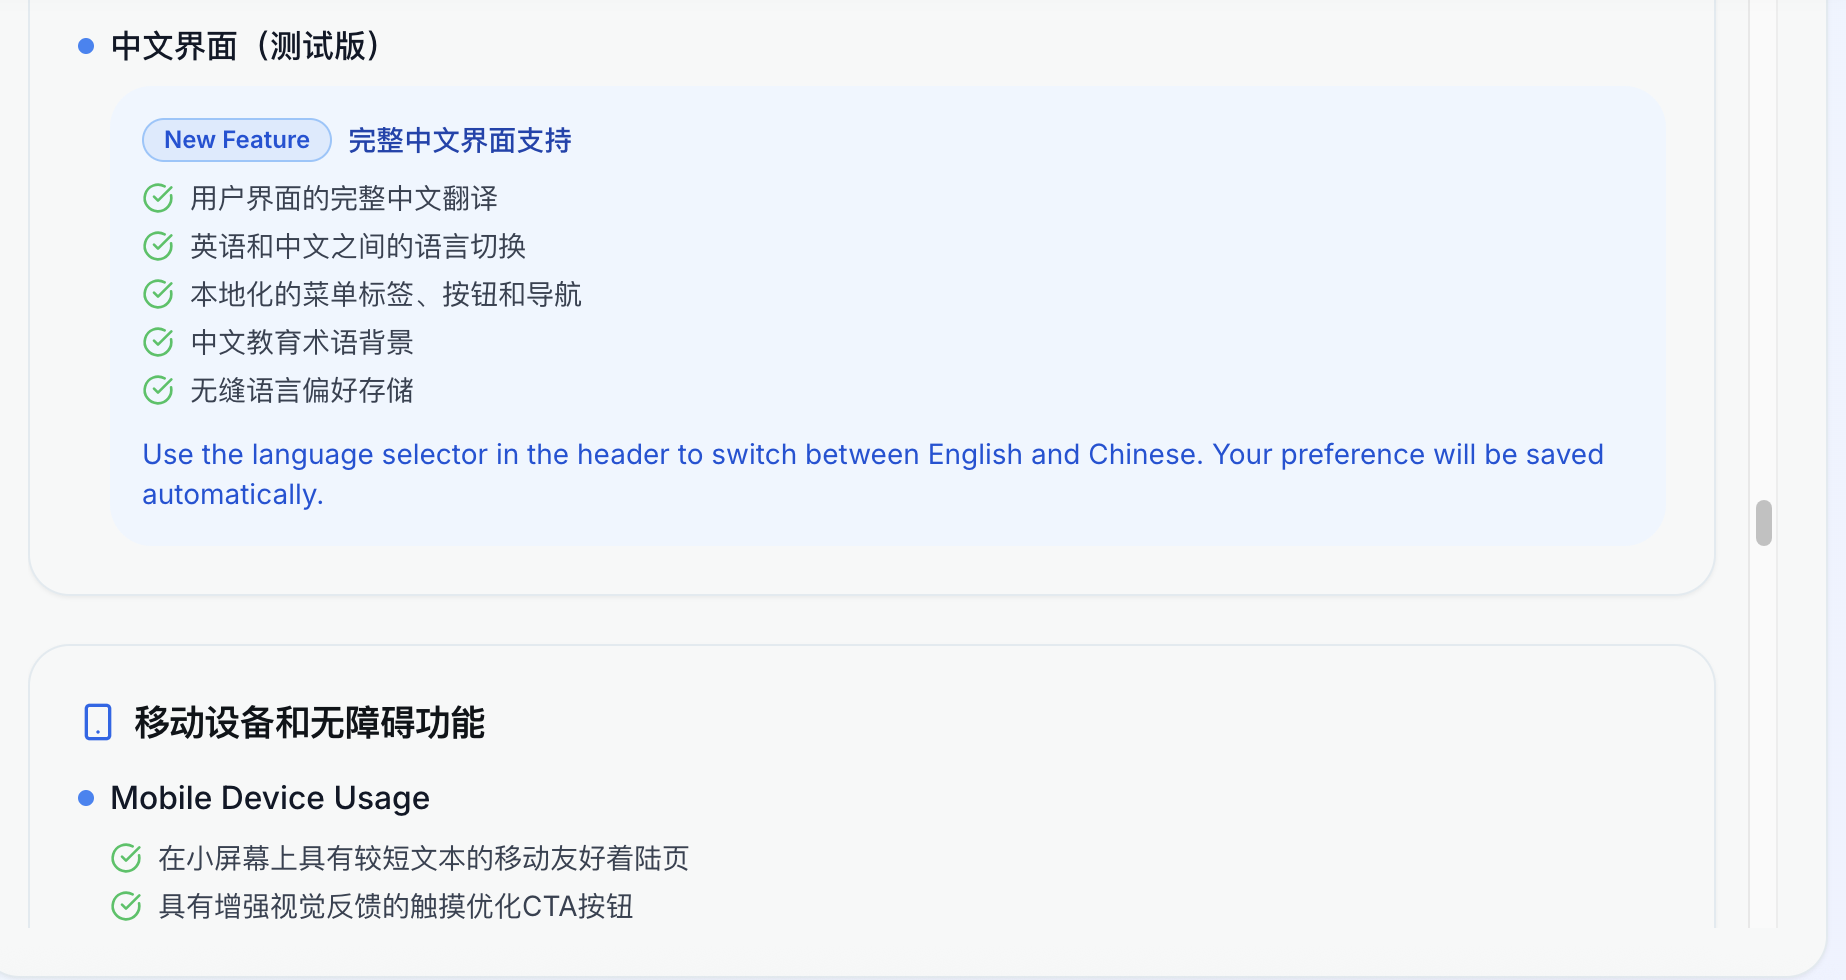 中文界面（测试版）
New Feature 完整中文界面支持
用户界面的完整中文翻译
英语和中文之间的语言切换
本地化的菜单标签、按钮和导航
中文教育术语背景
无缝语言偏好存储
Use the language selector in the header to switch between English and Chinese. Your preference will be saved
automatically.
移动设备和无障碍功能
Mobile Device Usage
在小屏幕上具有较短文本的移动友好着陆页
具有增强视觉反馈的触摸优化CTA按钮